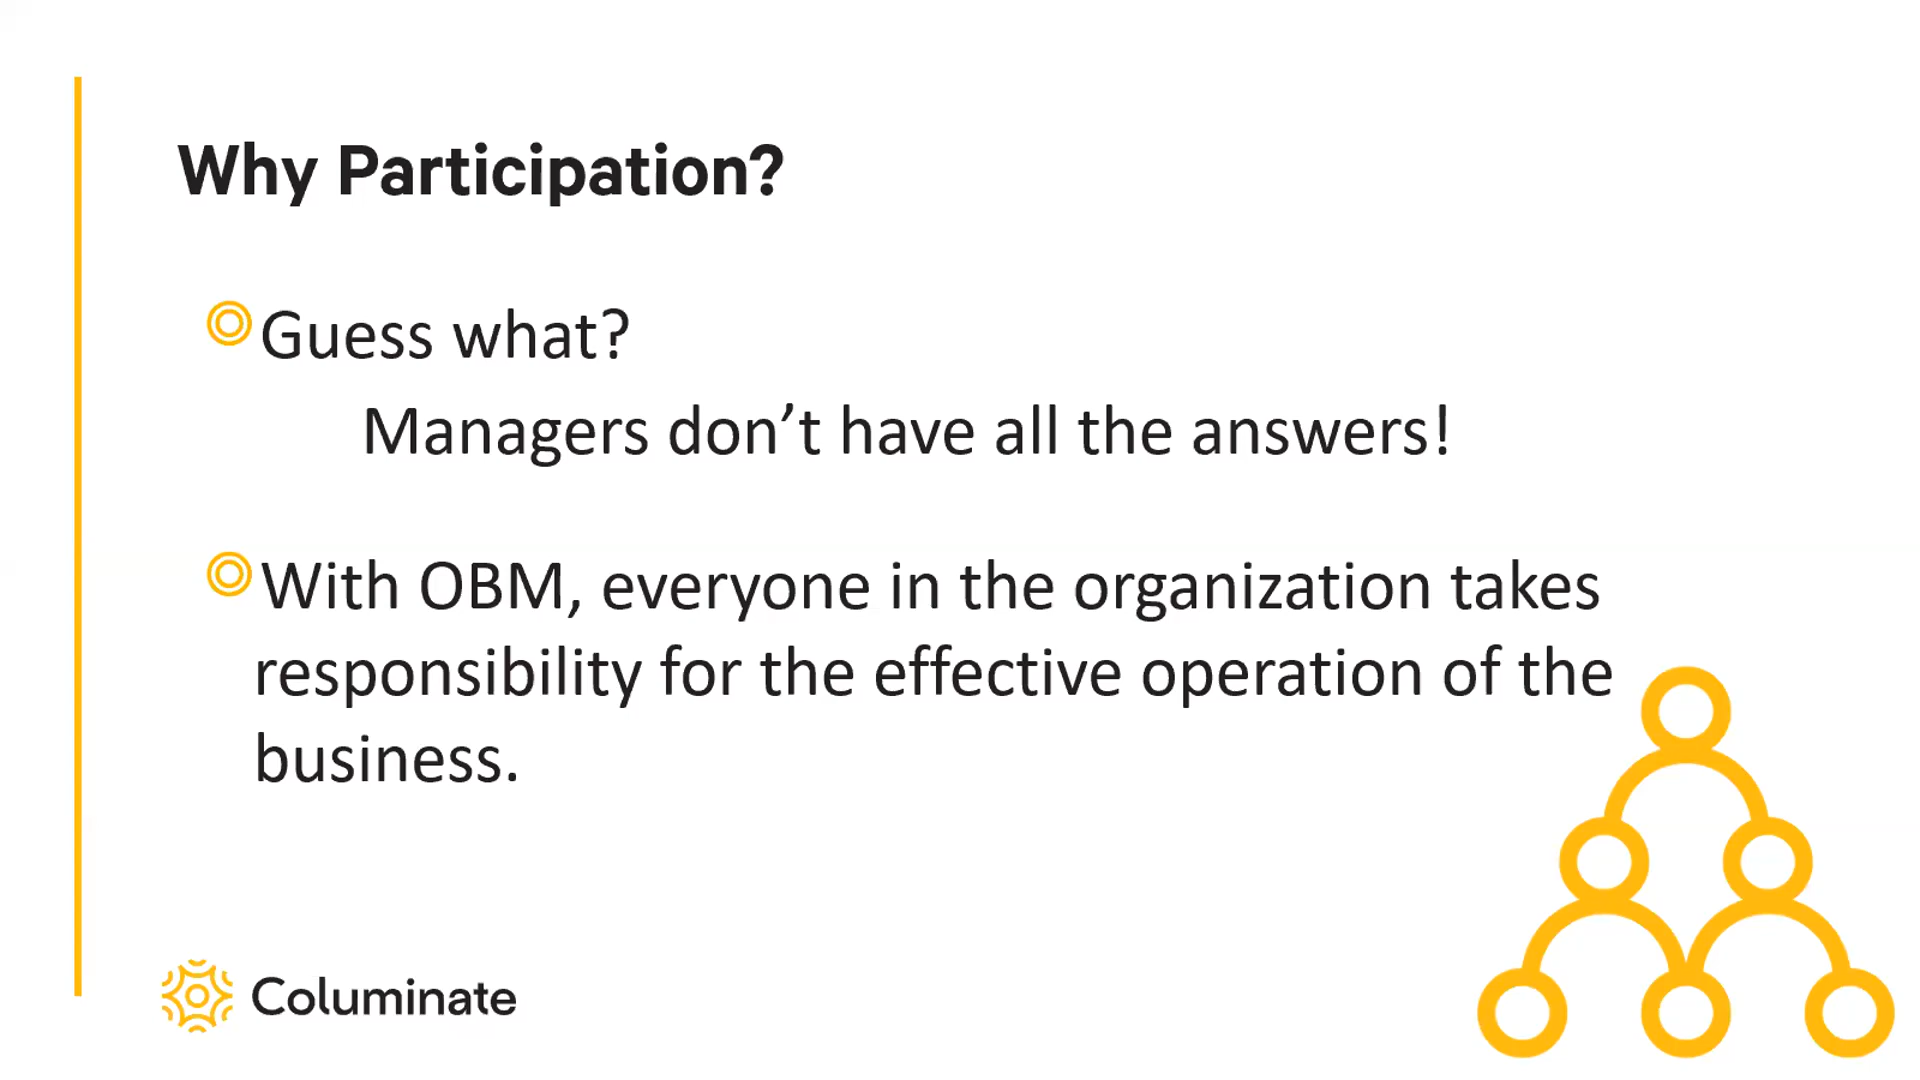 Why Participation?
Guess what?
Managers don’t have all the answers!
With OBM, everyone in the organization takes
responsibility for the effective operation of the
business.
Columinate